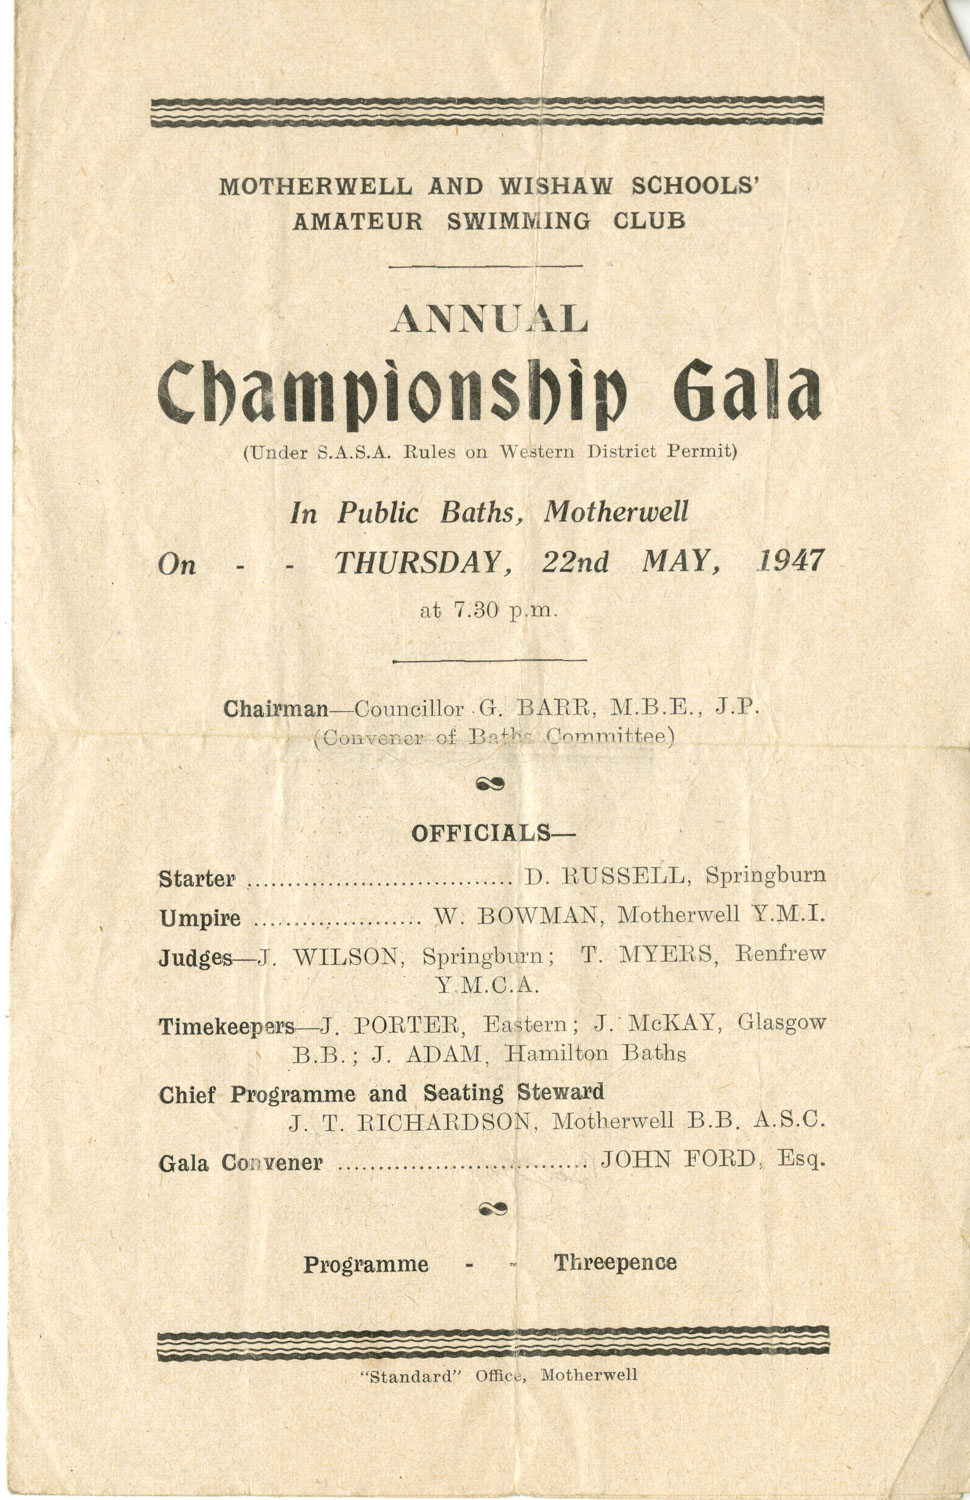 MOTHERWELL AND WISHAW SCHOOLS'
AMATEUR SWIMMING CLUB
ANNUAL
Championship Gala
(Under S.A.S.A. Rules on Western District Permit)
In Public Baths, Motherwell
On - - THURSDAY, 22nd MAY, 1947
at 7.30 p.m.
Chairman—Councillor G. BARR, M.B.E., J.P.
(Convener of Baths Committee)
OFFICIALS—
Starter ................................. D. RUSSELL, Springburn
Umpire ..................... W. BOWMAN, Motherwell Y.M.I.
Judges—J. WILSON, Springburn; T. MYERS, Renfrew
Y.M.C.A.
Timekeepers—J. PORTER, Eastern; J. McKAY, Glasgow
B.B.; J. ADAM, Hamilton Baths
Chief Programme and Seating Steward
J. T. RICHARDSON, Motherwell B.B. A.S.C.
Gala Convener ............................... JOHN FORD, Esq.
Programme - - Threepence
"Standard" Office, Motherwell